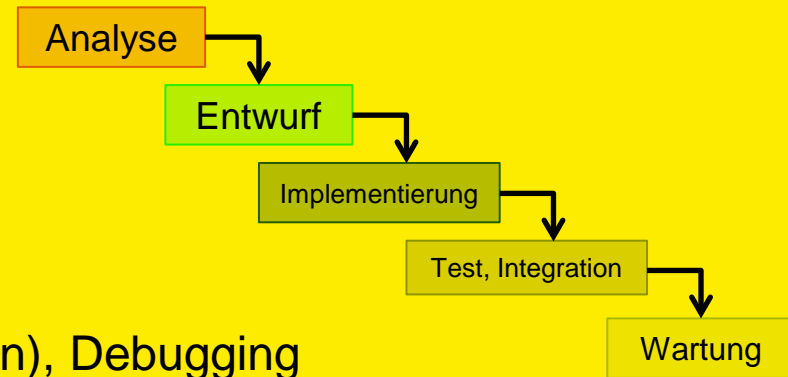 Analyse
Entwurf
Implementierung
Test, Integration
n), Debugging
Wartung